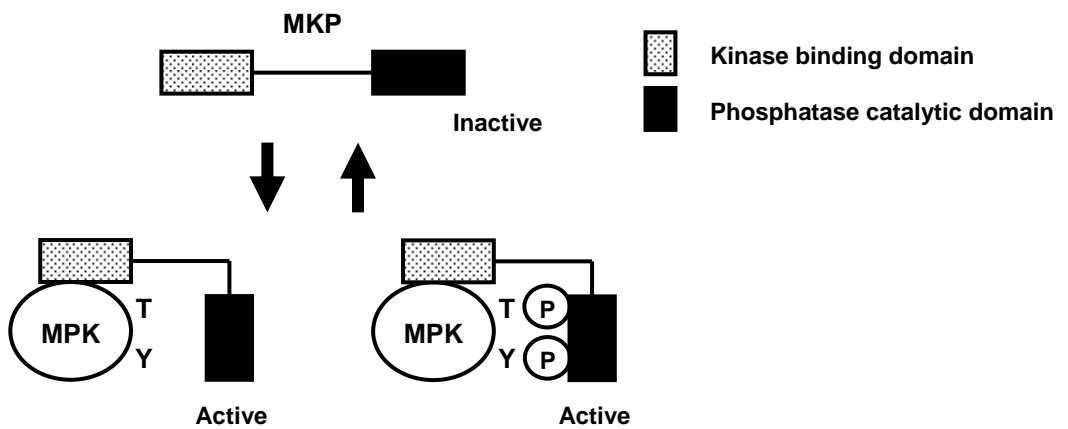 MKP
Inactive
Kinase binding domain
Phosphatase catalytic domain
MPK
T
Y
Active
MPK
T
Y
P
P
Active